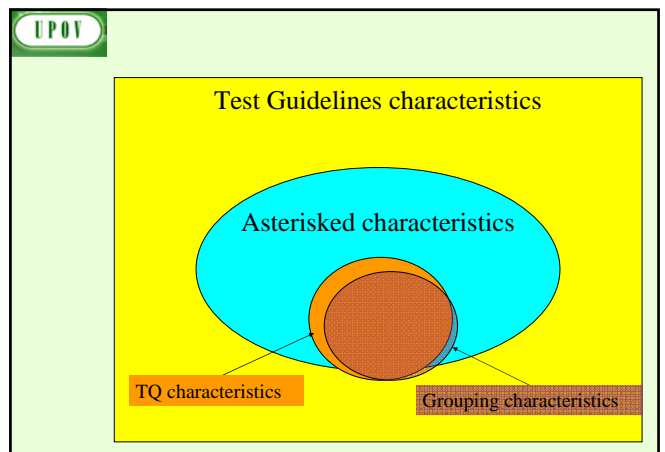 UPOV
Test Guidelines characteristics
Asterisked characteristics
TQ characteristics
Grouping characteristics